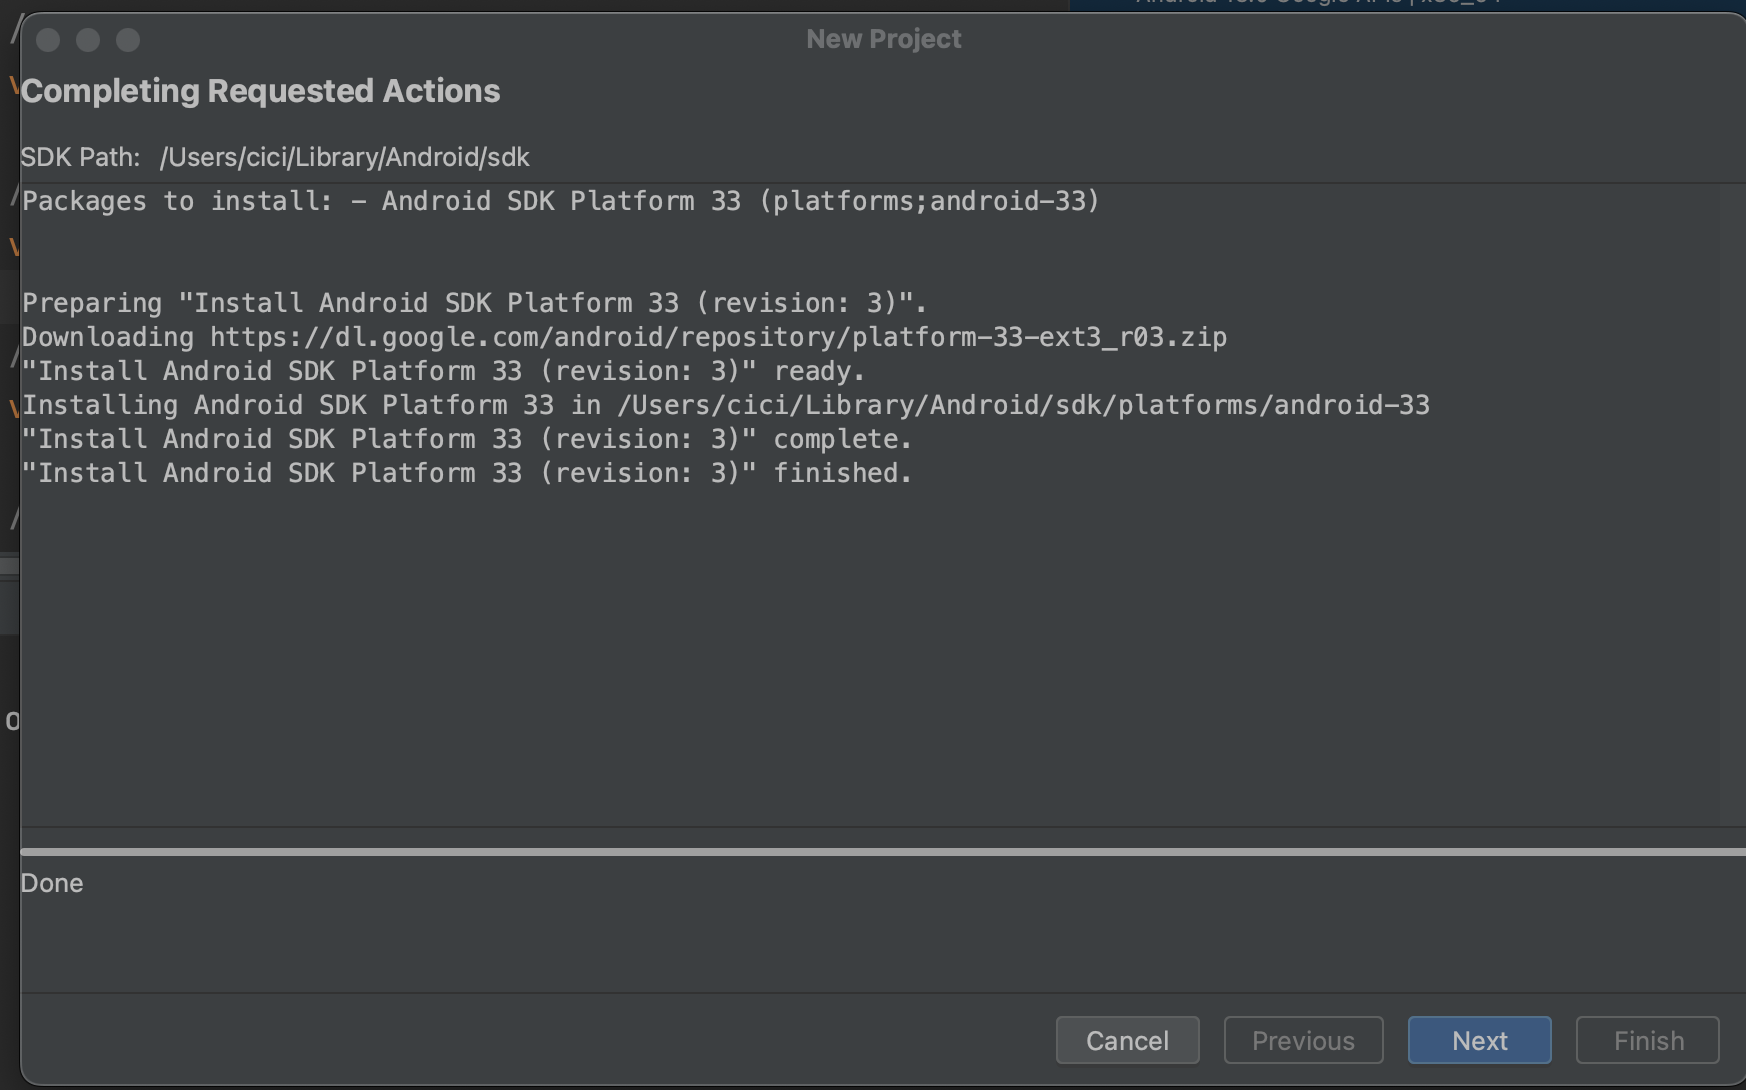 New Project
Completing Requested Actions
SDK Path: /Users/cici/Library/Android/sdk
Packages to install: - Android SDK Platform 33 (platforms;android-33)
Preparing "Install Android SDK Platform 33 (revision: 3)".
Downloading https://dl.google.com/android/repository/platform-33-ext3_r03.zip
"Install Android SDK Platform 33 (revision: 3)" ready.
Installing Android SDK Platform 33 in /Users/cici/Library/Android/sdk/platforms/android-33
"Install Android SDK Platform 33 (revision: 3)" complete.
"Install Android SDK Platform 33 (revision: 3)" finished.
Done
Cancel Previous Next Finish